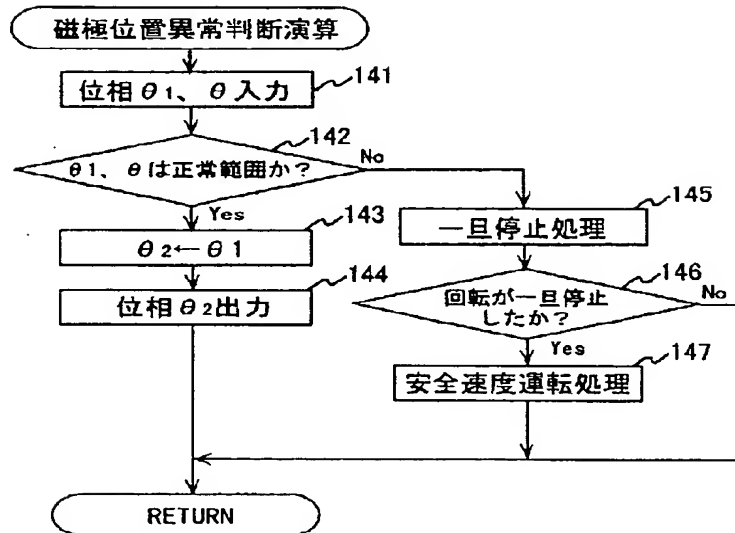 磁極位置異常判断演算
141
位相θ1、θ入力
142
θ1、θは正常範囲か?
No
Yes
143
θ2←θ1
144
位相θ2出力
145
一旦停止処理
146
回転が一旦停止
したか?
No
Yes
147
安全速度運転処理
RETURN